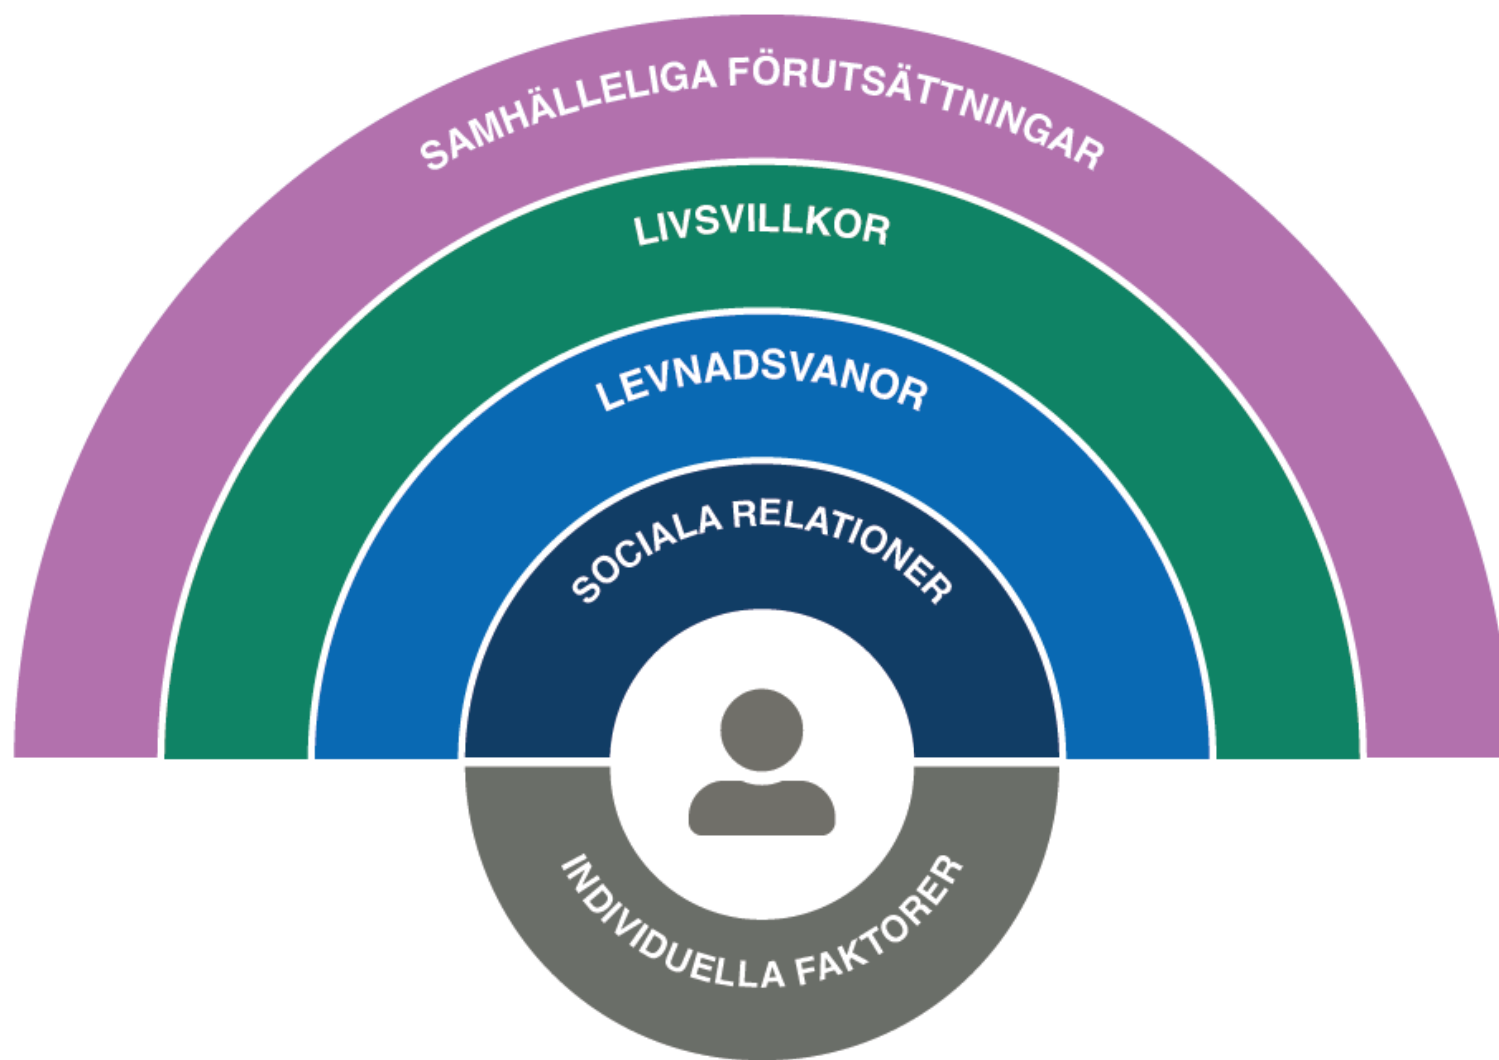 SAMHÄLLELIGA FÖRUTSÄTTNINGAR
LIVSVILLKOR
LEVNADSVANOR
SOCIALA RELATIONER
INDIVIDUELLA FAKTORER